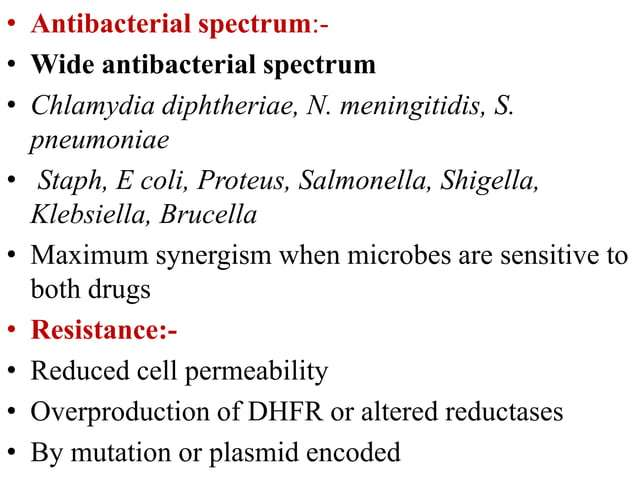 • Antibacterial spectrum:-
• Wide antibacterial spectrum
• Chlamydia diphtheriae, N. meningitidis, S.
pneumoniae
• Staph, E coli, Proteus, Salmonella, Shigella,
Klebsiella, Brucella
• Maximum synergism when microbes are sensitive to
both drugs
• Resistance:-
• Reduced cell permeability
• Overproduction of DHFR or altered reductases
• By mutation or plasmid encoded